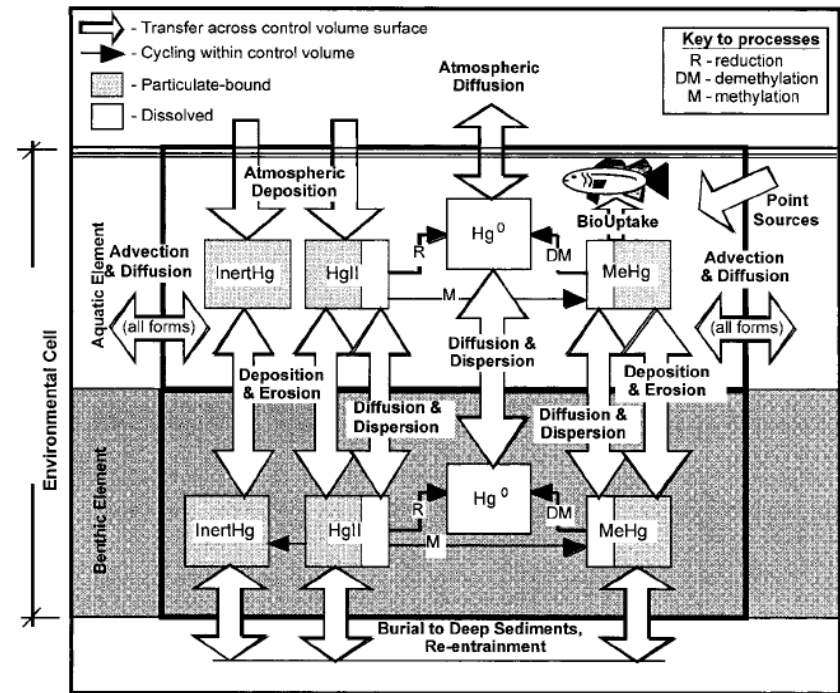 - Transfer across control volume surface
- Cycling within control volume
- Particulate-bound
- Dissolved
Key to processes
R - reduction
DM - demethylation
M - methylation
Atmospheric
Diffusion
Atmospheric
Deposition
BioUptake
Point
Sources
Environmental Cell
Aquatic Element
Advection
& Diffusion
(all forms)
InertHg
HgII
R
Hg⁰
DM
MeHg
M
Advection
& Diffusion
(all forms)
Deposition
& Erosion
Diffusion &
Dispersion
Diffusion &
Dispersion
Diffusion &
Dispersion
Deposition
& Erosion
Benthic Element
InertHg
HgII
R
Hg⁰
DM
MeHg
M
Burial to Deep Sediments,
Re-entrainment